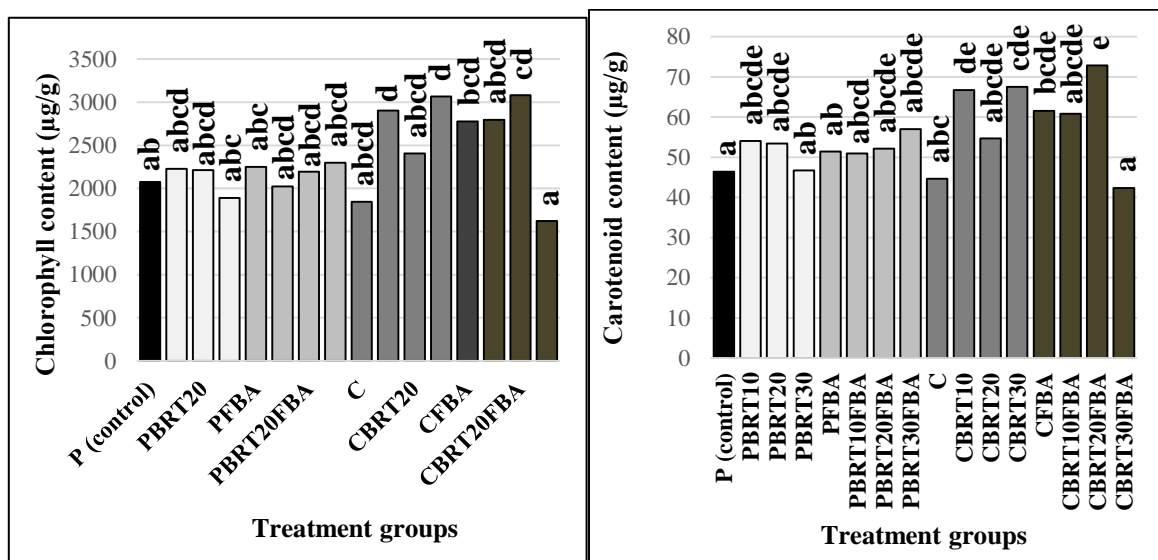 Chlorophyll content (µg/g)
3500
3000
2500
2000
1500
1000
500
0
ab
abcd
abcd
abc
abc
abcd
abcd
abcd
abcd
d
abcd
d
bcd
abcd
cd
a
P (control)
PBRT20
PFBA
PBRT20FBA
C
CBRT20
CFBA
CBRT20FBA
Treatment groups
Carotenoid content (µg/g)
80
70
60
50
40
30
20
10
0
a
abcde
abcde
ab
ab
abcde
abcde
abcde
abc
de
abcde
cde
bcde
abcde
e
a
P (control)
PBRT10
PBRT20
PBRT30
PFBA
PBRT10FBA
PBRT20FBA
PBRT30FBA
C
CBRT10
CBRT20
CBRT30
CFBA
CBRT10FBA
CBRT20FBA
CBRT30FBA
Treatment groups